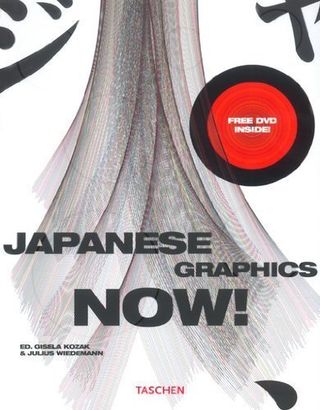 FREE DVD
INSIDE!
JAPANESE
GRAPHICS
NOW!
ED. GISELA KOZAK
& JULIUS WIEDEMANN
TASCHEN